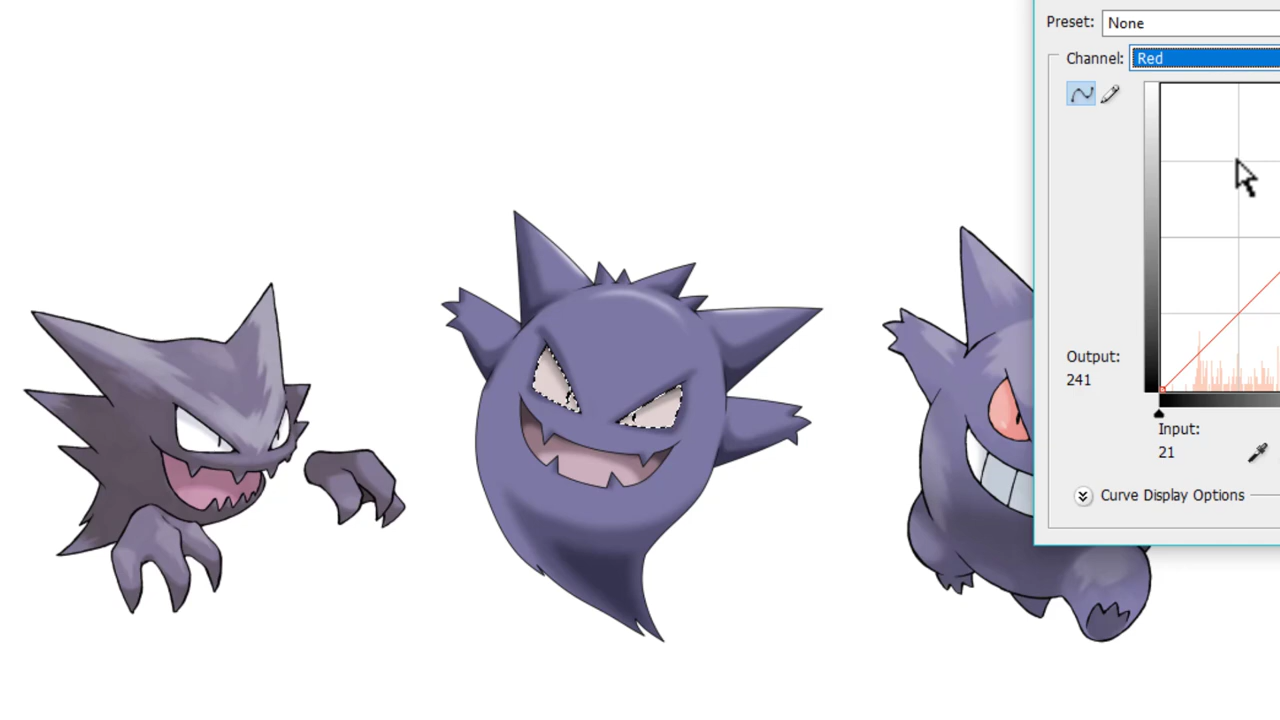 Preset: None
Channel: Red
Output:
241
Input:
21
Curve Display Options